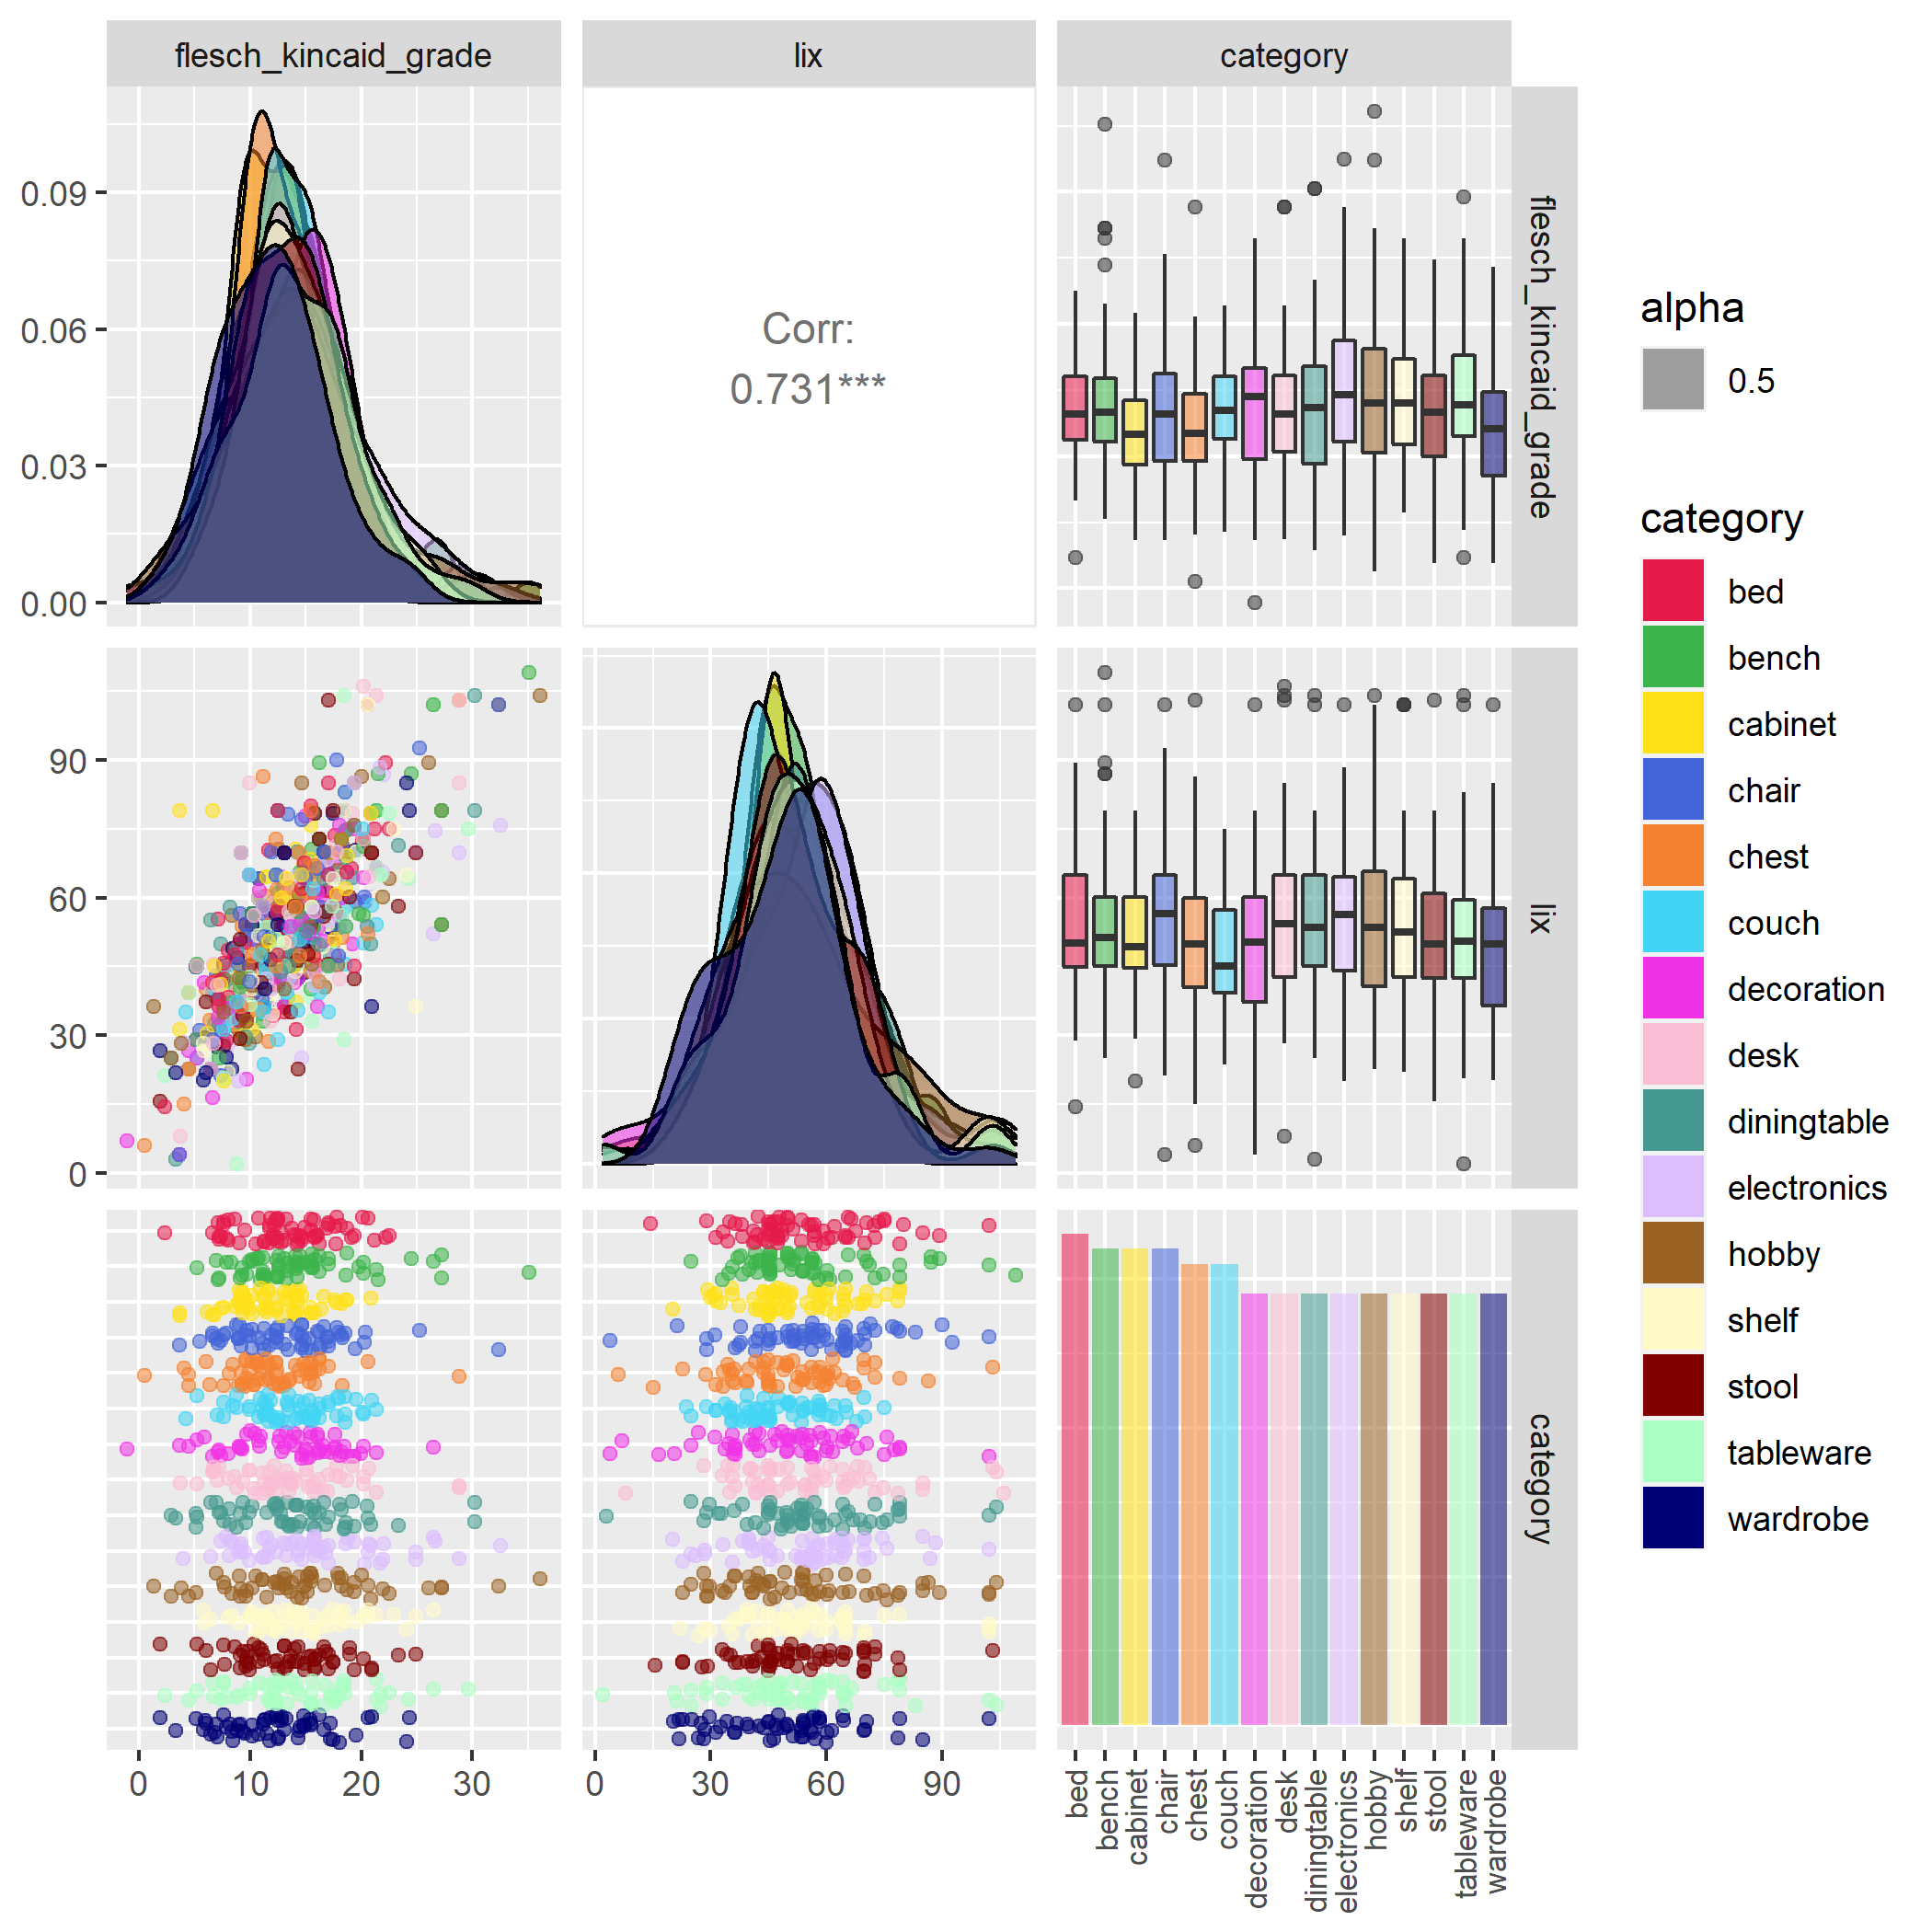 flesch_kincaid_grade
lix
category
0.09
0.06
0.03
0.00
Corr:
0.731***
flesch_kincaid_grade
90
60
30
0
lix
category
0
10
20
30
0
30
60
90
bed
bench
cabinet
chair
chest
couch
decoration
desk
diningtable
electronics
hobby
shelf
stool
tableware
wardrobe
alpha
0.5
category
bed
bench
cabinet
chair
chest
couch
decoration
desk
diningtable
electronics
hobby
shelf
stool
tableware
wardrobe